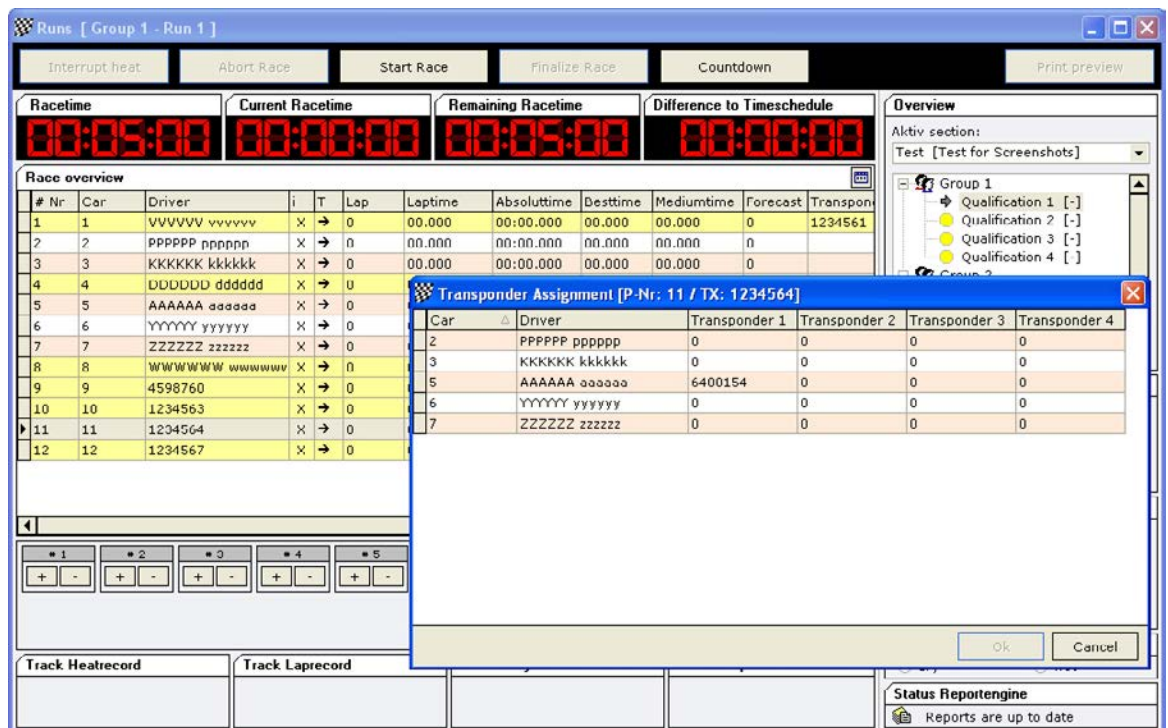 Runs [ Group 1 - Run 1 ]
Interrupt heat Abort Race Start Race Finalize Race Countdown Print preview
Racetime Current Racetime Remaining Racetime Difference to Timeschedule Overview
00:05:00 00:00:00 00:05:00 00:00:00
Aktiv section:
Test [Test for Screenshots]
Race overview
Group 1
Qualification 1 [-]
Qualification 2 [-]
Qualification 3 [-]
Qualification 4 [-]
Group 2
# Nr Car Driver i T Lap Laptime Absoluttime Besttime Mediumtime Forecast Transpon
1 1 VVVVVV vvvvvv X → 0 00.000 00:00.000 00.000 00.000 0 1234561
2 2 PPPPPP pppppp X → 0 00.000 00:00.000 00.000 00.000 0
3 3 KKKKKK kkkkkk X → 0 00.000 00:00.000 00.000 00.000 0
4 4 DDDDDD dddddd X → 0
5 5 AAAAAA aaaaaa X → 0
6 6 YYYYYY yyyyyy X → 0
7 7 ZZZZZZ zzzzzz X → 0
8 8 WWWWWW wwwwwv X → 0
9 9 4598760 X → 0
10 10 1234563 X → 0
11 11 1234564 X → 0
12 12 1234567 X → 0
Transponder Assignment [P-Nr: 11 / TX: 1234564]
Car Driver Transponder 1 Transponder 2 Transponder 3 Transponder 4
2 PPPPPP pppppp 0 0 0 0
3 KKKKKK kkkkkk 0 0 0 0
5 AAAAAA aaaaaa 6400154 0 0 0
6 YYYYYY yyyyyy 0 0 0 0
7 ZZZZZZ zzzzzz 0 0 0 0
Ok Cancel
# 1 # 2 # 3 # 4 # 5
+ - + - + - + - + -
Track Heatrecord Track Laprecord
Status Reportengine
Reports are up to date